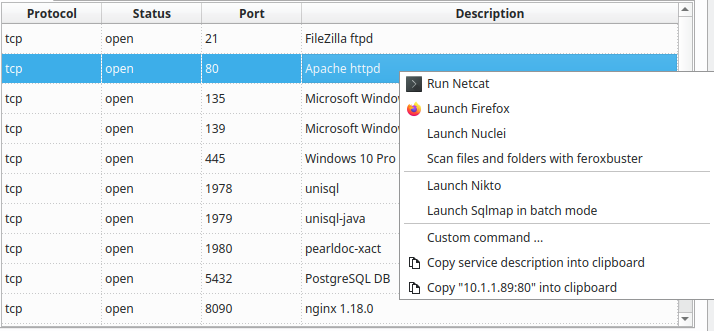 Protocol Status Port Description
tcp open 21 FileZilla ftpd
tcp open 80 Apache httpd
tcp open 135 Microsoft Window
tcp open 139 Microsoft Window
tcp open 445 Windows 10 Pro
tcp open 1978 unisql
tcp open 1979 unisql-java
tcp open 1980 pearldoc-xact
tcp open 5432 PostgreSQL DB
tcp open 8090 nginx 1.18.0
Run Netcat
Launch Firefox
Launch Nuclei
Scan files and folders with feroxbuster
Launch Nikto
Launch Sqlmap in batch mode
Custom command ...
Copy service description into clipboard
Copy "10.1.1.89:80" into clipboard